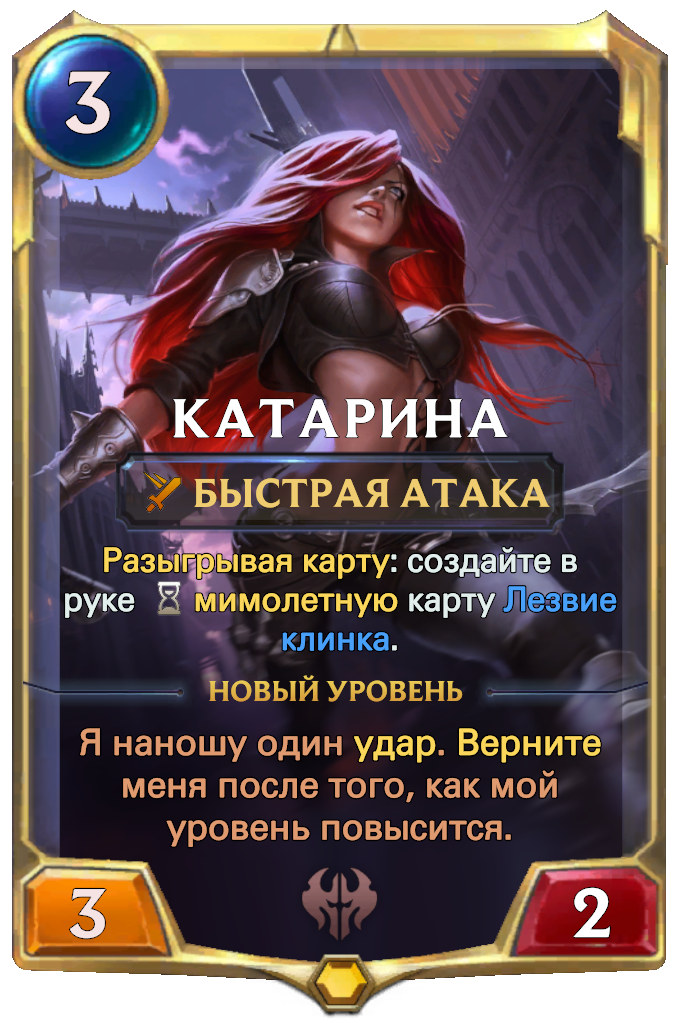 3
КАТАРИНА
БЫСТРАЯ АТАКА
Разыгрывая карту: создайте в
руке мимолетную карту Лезвие
клинка.
НОВЫЙ УРОВЕНЬ
Я наношу один удар. Верните
меня после того, как мой
уровень повысится.
3
2